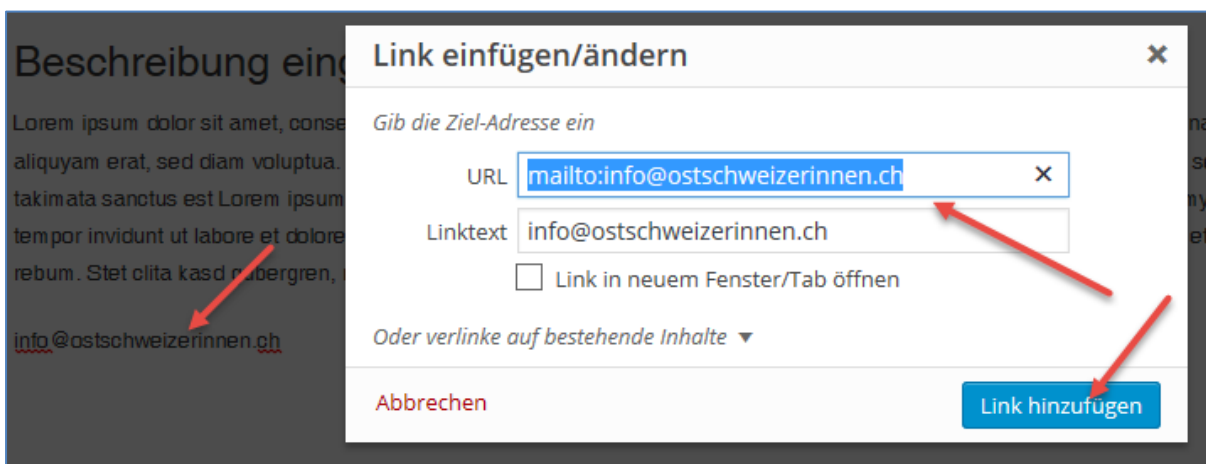 Beschreibung eing
Lorem ipsum dolor sit amet, conse
aliquyam erat, sed diam voluptua.
takimata sanctus est Lorem ipsum
tempor invidunt ut labore et dolore
rebum. Stet clita kasd gubergren,
info@ostschweizerinnen.ch
Link einfügen/ändern
Gib die Ziel-Adresse ein
URL mailto:info@ostschweizerinnen.ch
Linktext info@ostschweizerinnen.ch
Link in neuem Fenster/Tab öffnen
Oder verlinke auf bestehende Inhalte
Abbrechen
Link hinzufügen